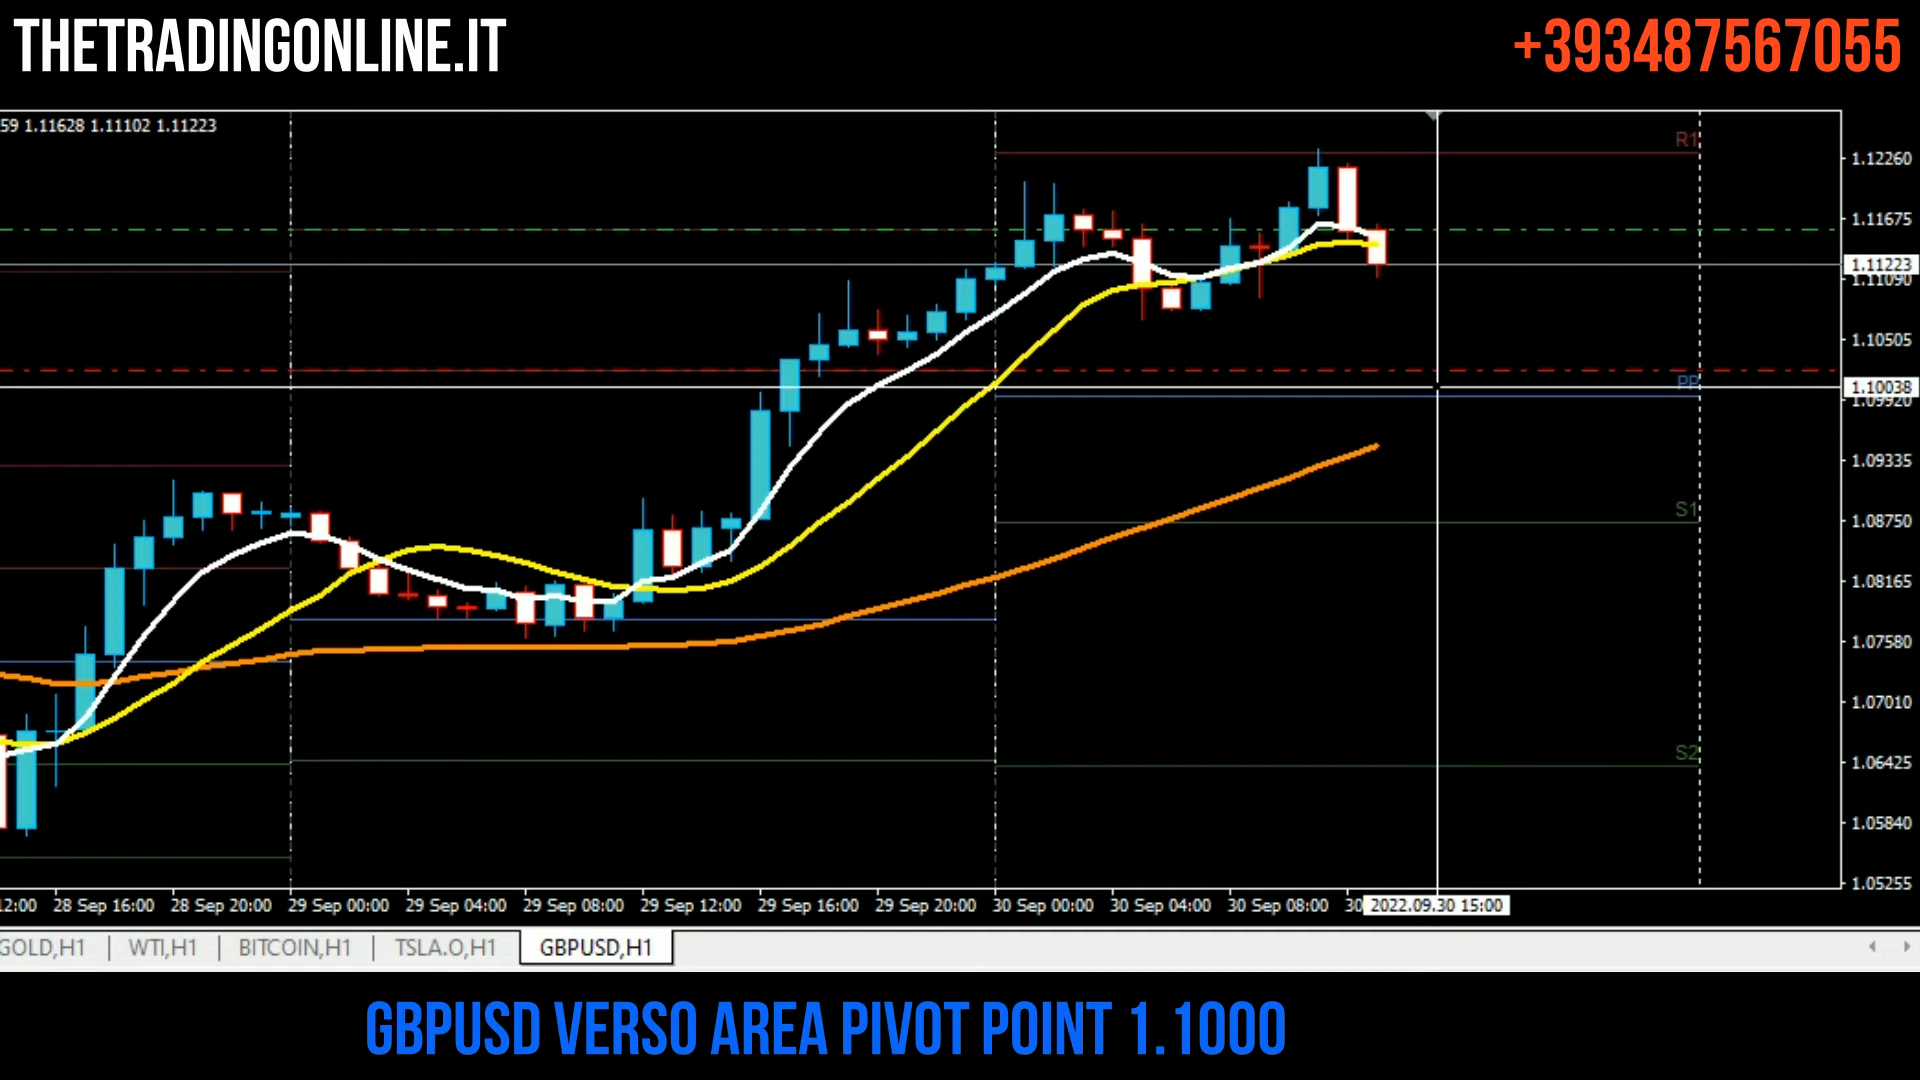 THETRADINGONLINE.IT
+393487567055
59 1.11628 1.11102 1.11223
R1
1.12260
1.11675
1.11223
1.11090
1.10505
PP
1.10038
1.09920
1.09335
S1
1.08750
1.08165
1.07580
1.07010
S2
1.06425
1.05840
1.05255
12:00 28 Sep 16:00 28 Sep 20:00 29 Sep 00:00 29 Sep 04:00 29 Sep 08:00 29 Sep 12:00 29 Sep 16:00 29 Sep 20:00 30 Sep 00:00 30 Sep 04:00 30 Sep 08:00 30 2022.09.30 15:00
GOLD,H1 | WTI,H1 | BITCOIN,H1 | TSLA.O,H1 GBPUSD,H1
GBPUSD VERSO AREA PIVOT POINT 1.1000